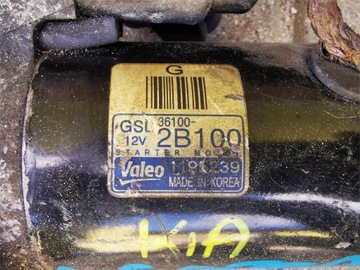 G
GSL 36100-
12V 2B100
STARTER
Valeo
MADE IN KOREA
KIA